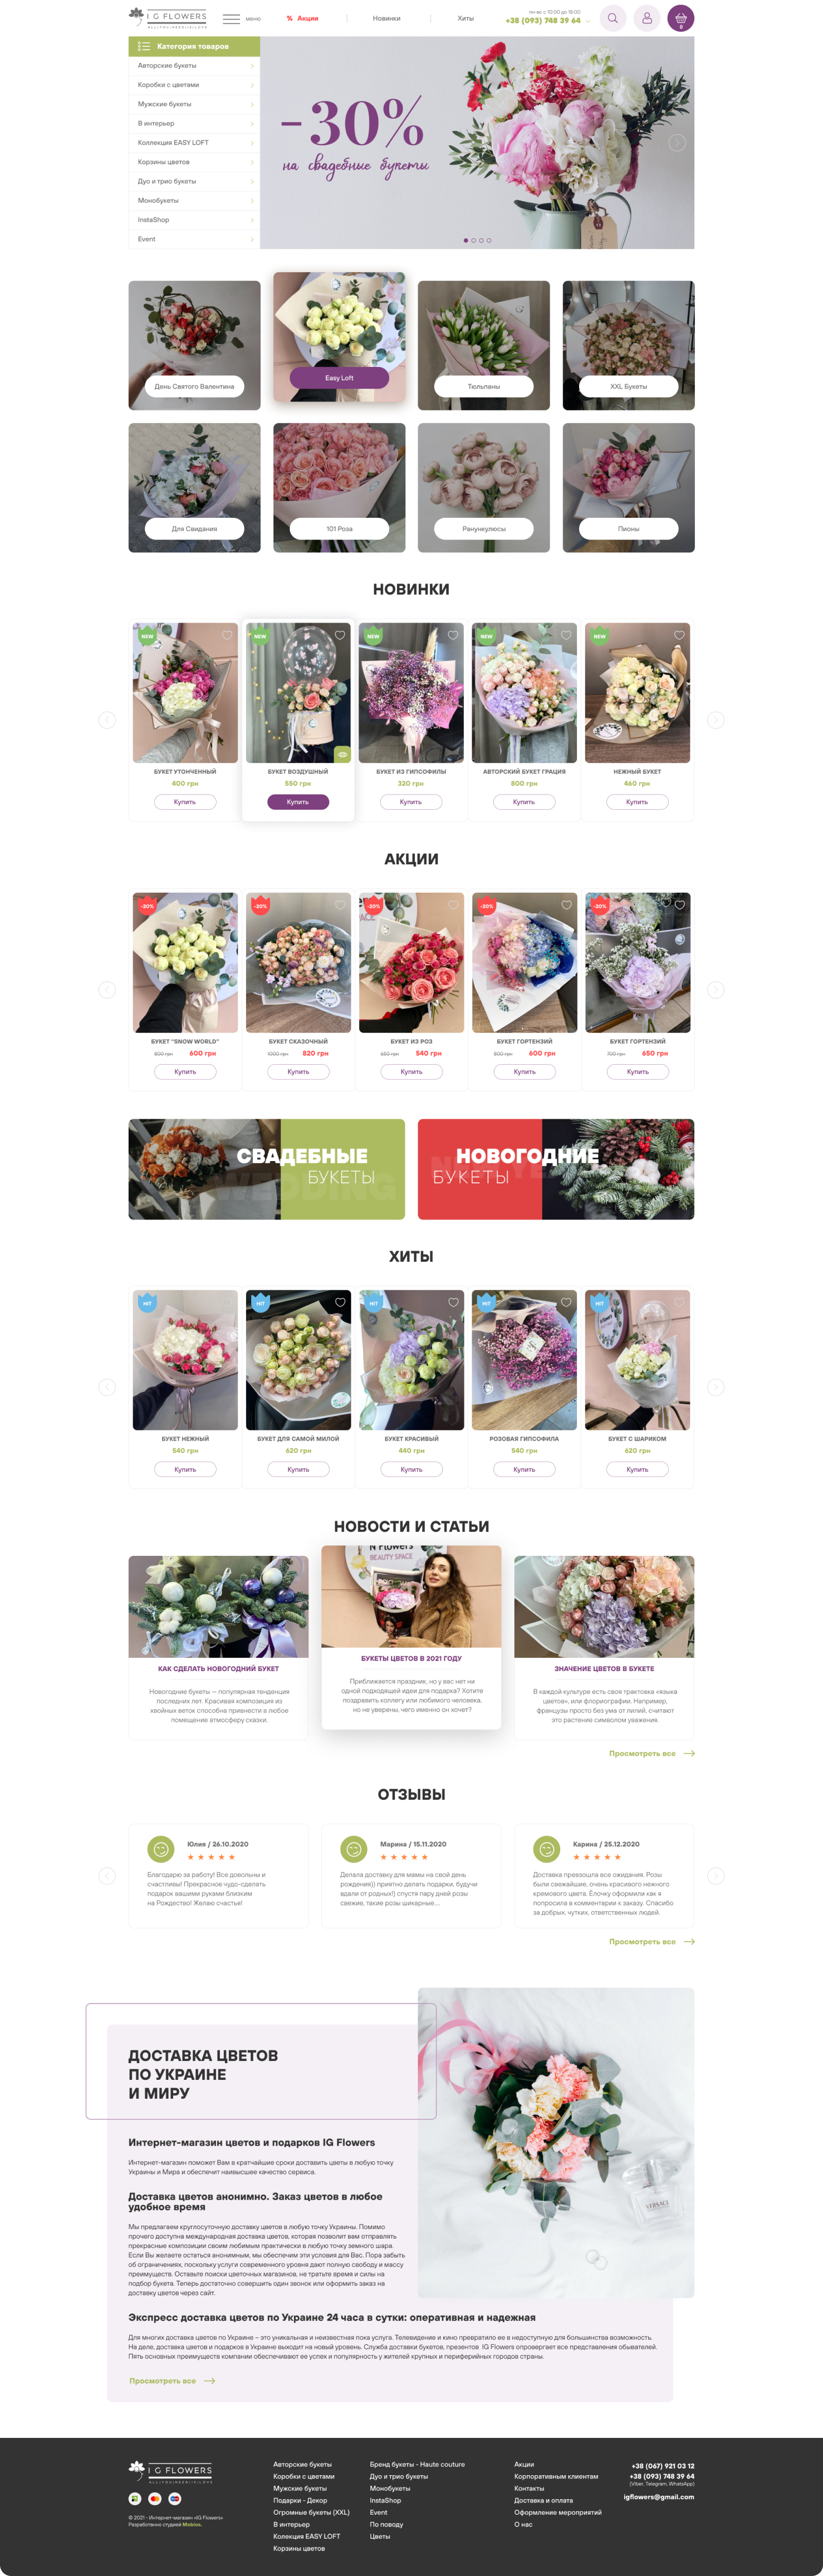 IG FLOWERS
ALL YOU NEED IS LOVE
меню
% Акции
Новинки
Хиты
пн-вс с 10:00 до 18:00
+38 (093) 748 39 64
0
Категория товаров
Авторские букеты
Коробки с цветами
Мужские букеты
В интерьер
Коллекция EASY LOFT
Корзины цветов
Дуо и трио букеты
Монобукеты
InstaShop
Event
-30%
на свадебные букеты
День Святого Валентина
Easy Loft
Тюльпаны
XXL Букеты
Для Свидания
101 Роза
Ранункулюсы
Пионы
НОВИНКИ
NEW
NEW
NEW
NEW
NEW
БУКЕТ УТОНЧЕННЫЙ
БУКЕТ ВОЗДУШНЫЙ
БУКЕТ ИЗ ГИПСОФИЛЫ
АВТОРСКИЙ БУКЕТ ГРАЦИЯ
НЕЖНЫЙ БУКЕТ
400 грн
550 грн
320 грн
800 грн
460 грн
Купить
Купить
Купить
Купить
Купить
АКЦИИ
-30%
-20%
-20%
-30%
-20%
БУКЕТ "SNOW WORLD"
БУКЕТ СКАЗОЧНЫЙ
БУКЕТ ИЗ РОЗ
БУКЕТ ГОРТЕНЗИЙ
БУКЕТ ГОРТЕНЗИЙ
800 грн 600 грн
1000 грн 820 грн
650 грн 540 грн
800 грн 600 грн
700 грн 650 грн
Купить
Купить
Купить
Купить
Купить
СВАДЕБНЫЕ
БУКЕТЫ
WEDDING
НОВОГОДНИЕ
БУКЕТЫ
ХИТЫ
HIT
HIT
HIT
HIT
HIT
БУКЕТ НЕЖНЫЙ
БУКЕТ ДЛЯ САМОЙ МИЛОЙ
БУКЕТ КРАСИВЫЙ
РОЗОВАЯ ГИПСОФИЛА
БУКЕТ С ШАРИКОМ
540 грн
620 грн
440 грн
540 грн
620 грн
Купить
Купить
Купить
Купить
Купить
НОВОСТИ И СТАТЬИ
N FLOWERS
BEAUTY SPACE
КАК СДЕЛАТЬ НОВОГОДНИЙ БУКЕТ
Новогодние букеты — популярная тенденция
последних лет. Красивая композиция из
хвойных веток способна привнести в любое
помещение атмосферу сказки.
БУКЕТЫ ЦВЕТОВ В 2021 ГОДУ
Приближается праздник, но у вас нет ни
одной подходящей идеи для подарка? Хотите
поздравить коллегу или любимого человека,
но не уверены, чего именно он хочет?
ЗНАЧЕНИЕ ЦВЕТОВ В БУКЕТЕ
В каждой культуре есть своя трактовка «языка
цветов», или флориографии. Например,
французы просто без ума от лилий, считают
это растение символом уважения.
Просмотреть все
ОТЗЫВЫ
Юлия / 26.10.2020
Благодарю за работу! Все довольны и
счастливы! Прекрасное чудо-сделать
подарок вашими руками близким
на Рождество! Желаю счастья!
Марина / 15.11.2020
Делала доставку для мамы на свой день
рождения)) приятно делать подарки, будучи
вдали от родных!) спустя пару дней розы
свежие, такие розы шикарные....
Карина / 25.12.2020
Доставка превзошла все ожидания. Розы
были свежайшие, очень красивого нежного
кремового цвета. Ёлочку оформили как я
попросила в комментарии к заказу. Спасибо
за добрых, чутких, ответственных людей.
Просмотреть все
ДОСТАВКА ЦВЕТОВ
ПО УКРАИНЕ
И МИРУ
VERSACE
Интернет-магазин цветов и подарков IG Flowers
Интернет-магазин поможет Вам в кратчайшие сроки доставить цветы в любую точку
Украины и Мира и обеспечит наивысшее качество сервиса.
Доставка цветов анонимно. Заказ цветов в любое
удобное время
Мы предлагаем круглосуточную доставку цветов в любую точку Украины. Помимо
прочего доступна международная доставка цветов, которая позволит вам отправлять
прекрасные композиции своим любимым практически в любую точку земного шара.
Если Вы желаете остаться анонимным, мы обеспечим эти условия для Вас. Пора забыть
об ограничениях, поскольку услуги современного уровня дают полную свободу и массу
преимуществ. Оставьте поиски цветочных магазинов, не тратьте время и силы на
подбор букета. Теперь достаточно совершить один звонок или оформить заказ на
доставку цветов через сайт.
Экспресс доставка цветов по Украине 24 часа в сутки: оперативная и надежная
Для многих доставка цветов по Украине – это уникальная и неизвестная пока услуга. Телевидение и кино превратило ее в недоступную для большинства возможность.
На деле, доставка цветов и подарков в Украине выходит на новый уровень. Служба доставки букетов, презентов IG Flowers опровергает все представления обывателей.
Пять основных преимуществ компании обеспечивают ее успех и популярность у жителей крупных и периферийных городов страны.
Просмотреть все
IG FLOWERS
ALL YOU NEED IS LOVE
© 2021 - Интернет-магазин «IG Flowers»
Разработанно студией Mobios.
Авторские букеты
Коробки с цветами
Мужские букеты
Подарки - Декор
Огромные букеты (XXL)
В интерьер
Колекция EASY LOFT
Корзины цветов
Бренд букеты - Haute couture
Дуо и трио букеты
Монобукеты
InstaShop
Event
По поводу
Цветы
Акции
Корпоративным клиентам
Контакты
Доставка и оплата
Оформление мероприятий
О нас
+38 (067) 921 03 12
+38 (093) 748 39 64
(Viber, Telegram, WhatsApp)
igflowers@gmail.com